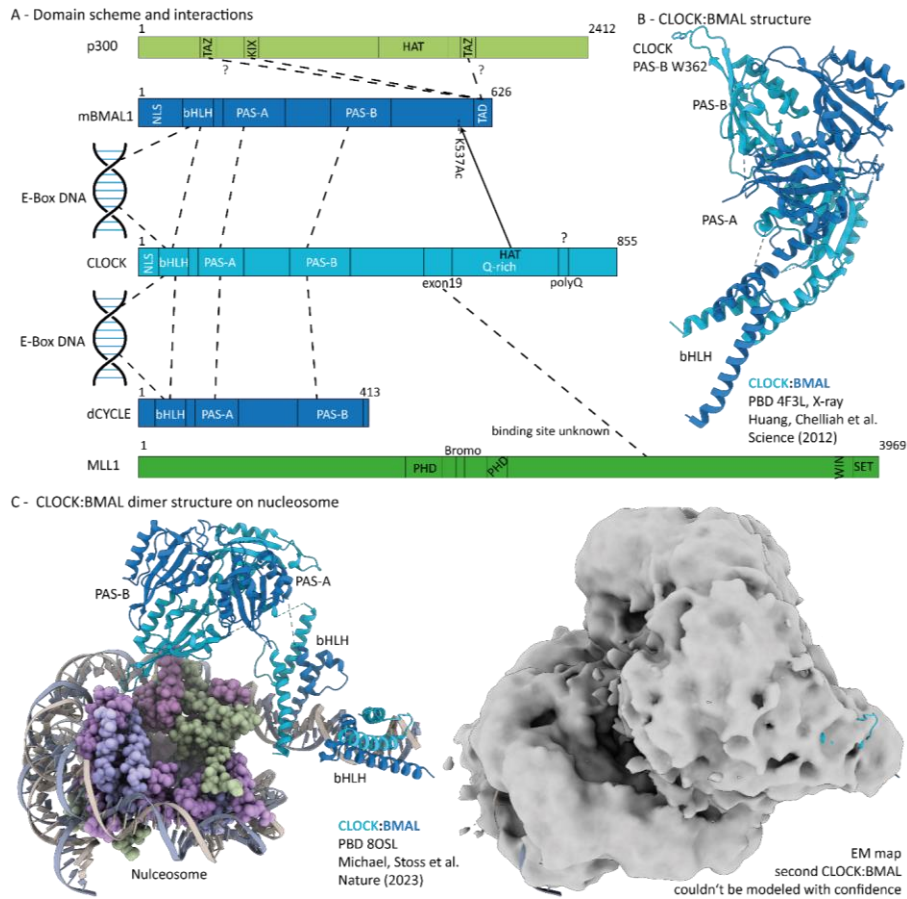 A - Domain scheme and interactions
1
2412
p300
TAZ
KIX
HAT
TAZ
?
?
1
626
mBMAL1
NLS
bHLH
PAS-A
PAS-B
TAD
K537Ac
E-Box DNA
1
855
?
CLOCK
NLS
bHLH
PAS-A
PAS-B
HAT
Q-rich
exon19
polyQ
E-Box DNA
1
413
dCYCLE
bHLH
PAS-A
PAS-B
binding site unknown
1
3969
Bromo
MLL1
PHD
PHD
WIN
SET
B - CLOCK:BMAL structure
CLOCK
PAS-B W362
PAS-B
PAS-A
bHLH
CLOCK:BMAL
PBD 4F3L, X-ray
Huang, Chelliah et al.
Science (2012)
C - CLOCK:BMAL dimer structure on nucleosome
PAS-B
PAS-A
bHLH
bHLH
Nulceosome
CLOCK:BMAL
PBD 8OSL
Michael, Stoss et al.
Nature (2023)
EM map
second CLOCK:BMAL
couldn't be modeled with confidence